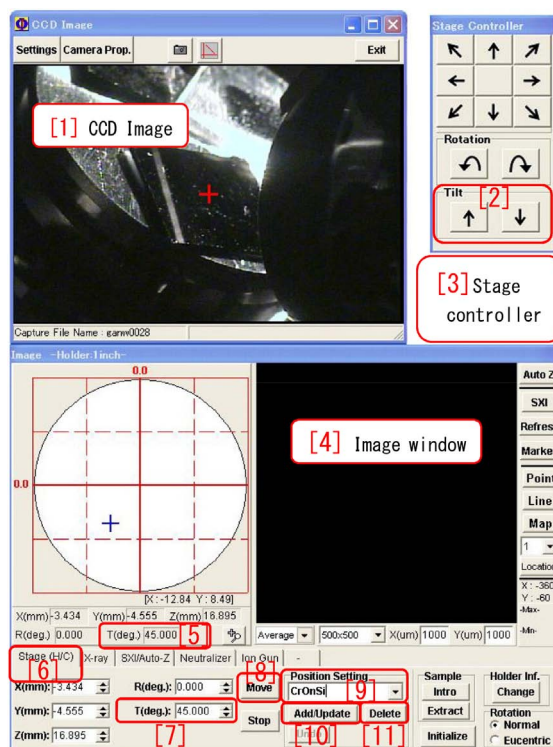 CCD Image
Settings Camera Prop. Exit
[1] CCD Image
Capture File Name : ganw0028
Stage Controller
Rotation
Tilt
[2]
[3] Stage
controller
Image -Holder:1inch-
0.0
0.0
[X:-12.84 Y: 8.49]
X(mm) -3.434 Y(mm) -4.555 Z(mm) 16.895
R(deg.) 0.000 T(deg.) 45.000 [5]
[4] Image window
Average 500x500 X(um) 1000 Y(um) 1000
Auto Z
SXI
Refres
Marke
Point
Line
Map
1
Locatio
X : -360
Y : -60
-Max-
-Min-
Stage (H/C) X-ray SXI/Auto-Z Neutralizer Ion Gun -
[6]
X(mm): -3.434
Y(mm): -4.555
Z(mm): 16.895
R(deg.): 0.000
T(deg.): 45.000
[7]
[8]
Move
Stop
Position Setting
CrOnSi [9]
Add/Update Delete
Undo
[10] [11]
Sample
Intro
Extract
Initialize
Holder Inf.
Change
Rotation
Normal
Eucentric